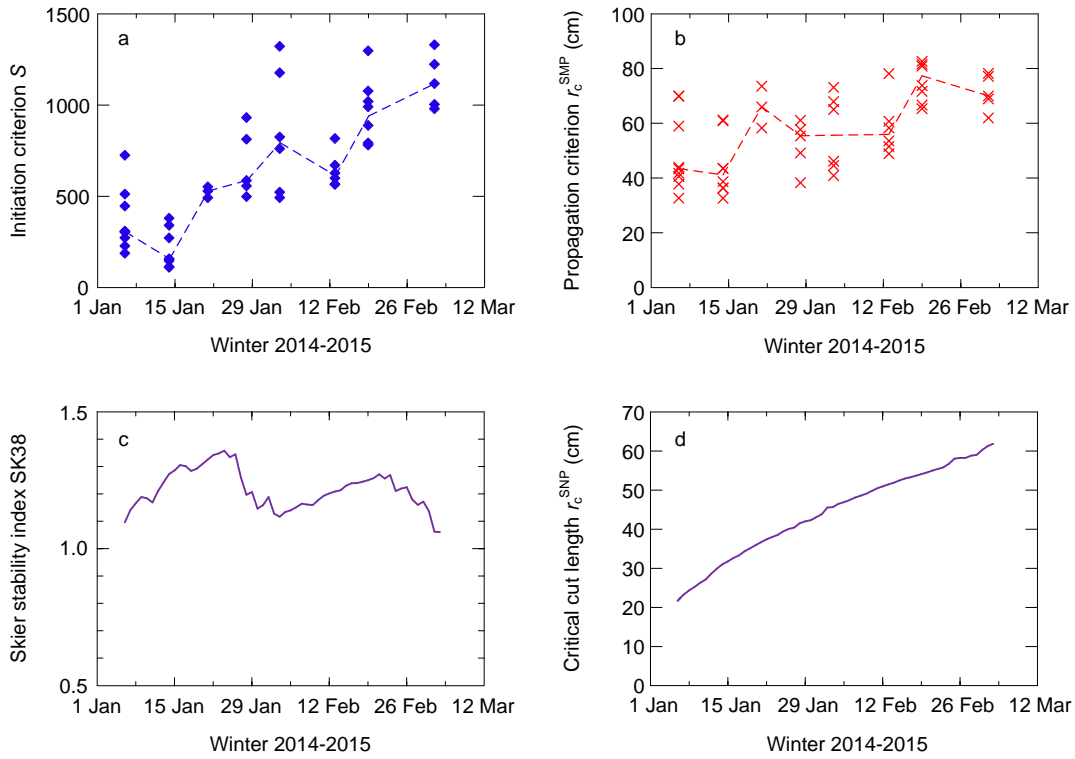 1500
1000
500
0
Initiation criterion S
a
1 Jan 15 Jan 29 Jan 12 Feb 26 Feb 12 Mar
Winter 2014-2015
100
80
60
40
20
0
Propagation criterion r_c^SMP (cm)
b
1 Jan 15 Jan 29 Jan 12 Feb 26 Feb 12 Mar
Winter 2014-2015
1.5
1.0
0.5
Skier stability index SK38
c
1 Jan 15 Jan 29 Jan 12 Feb 26 Feb 12 Mar
Winter 2014-2015
70
60
50
40
30
20
10
0
Critical cut length r_c^SNP (cm)
d
1 Jan 15 Jan 29 Jan 12 Feb 26 Feb 12 Mar
Winter 2014-2015